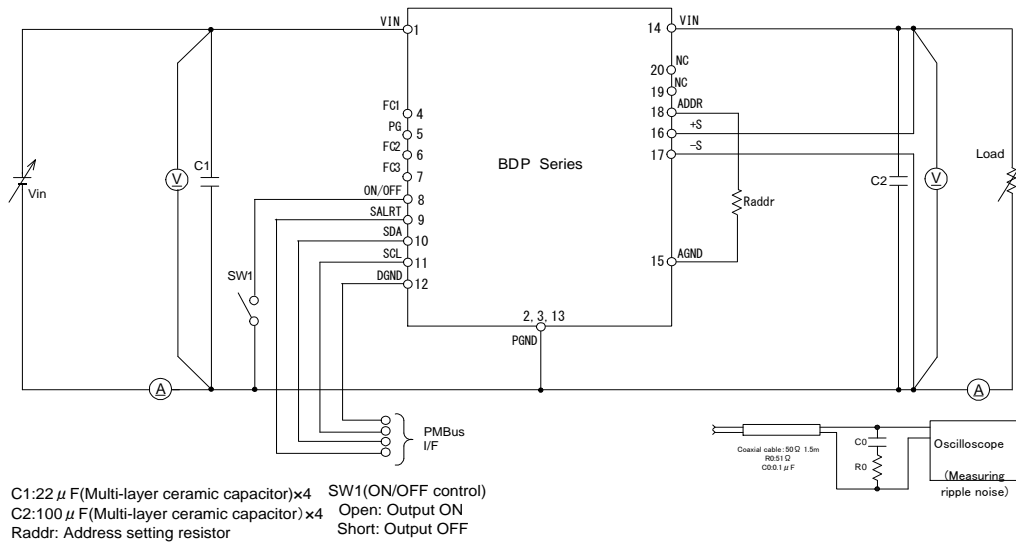 VIN
1
14
VIN
20
NC
19
NC
FC1
4
18
ADDR
PG
5
16
+S
FC2
6
17
-S
FC3
7
BDP Series
ON/OFF
8
SALRT
9
SDA
10
SCL
11
DGND
12
15
AGND
2, 3, 13
PGND
Vin
V
C1
SW1
Raddr
C2
V
Load
A
A
PMBus
I/F
Coaxial cable:50Ω 1.5m
R0:51Ω
C0:0.1μF
C0
R0
Oscilloscope
(Measuring
ripple noise)
C1:22μF(Multi-layer ceramic capacitor)×4
C2:100μF(Multi-layer ceramic capacitor)×4
Raddr: Address setting resistor
SW1(ON/OFF control)
Open: Output ON
Short: Output OFF